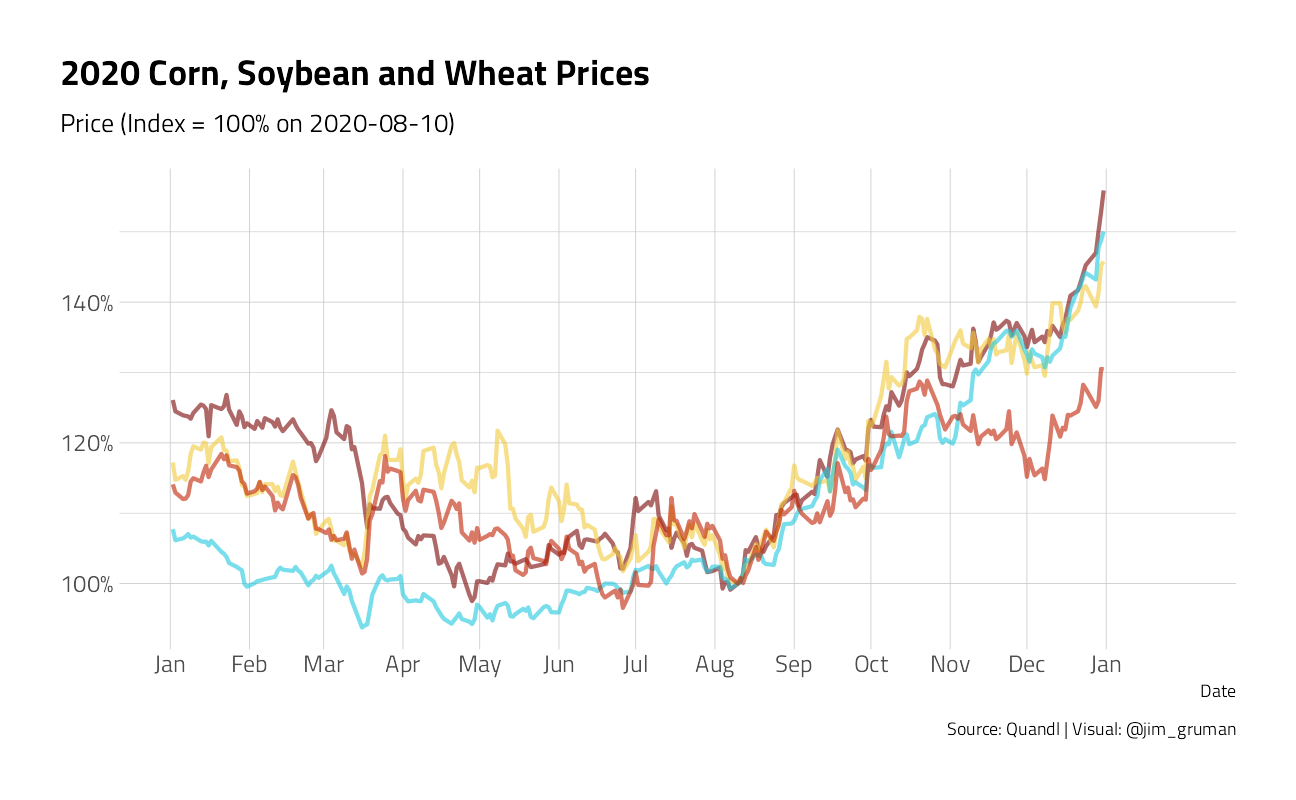 2020 Corn, Soybean and Wheat Prices
Price (Index = 100% on 2020-08-10)
140%
120%
100%
Jan Feb Mar Apr May Jun Jul Aug Sep Oct Nov Dec Jan
Date
Source: Quandl | Visual: @jim_gruman